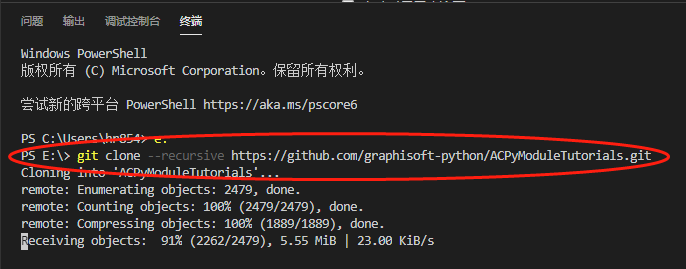 问题 输出 调试控制台 终端
Windows PowerShell
版权所有 (C) Microsoft Corporation。保留所有权利。
尝试新的跨平台 PowerShell https://aka.ms/pscore6
PS C:\Users\hr854> e:
PS E:\> git clone --recursive https://github.com/graphisoft-python/ACPyModuleTutorials.git
Cloning into 'ACPyModuleTutorials'...
remote: Enumerating objects: 2479, done.
remote: Counting objects: 100% (2479/2479), done.
remote: Compressing objects: 100% (1889/1889), done.
Receiving objects:  91% (2262/2479), 5.55 MiB | 23.00 KiB/s